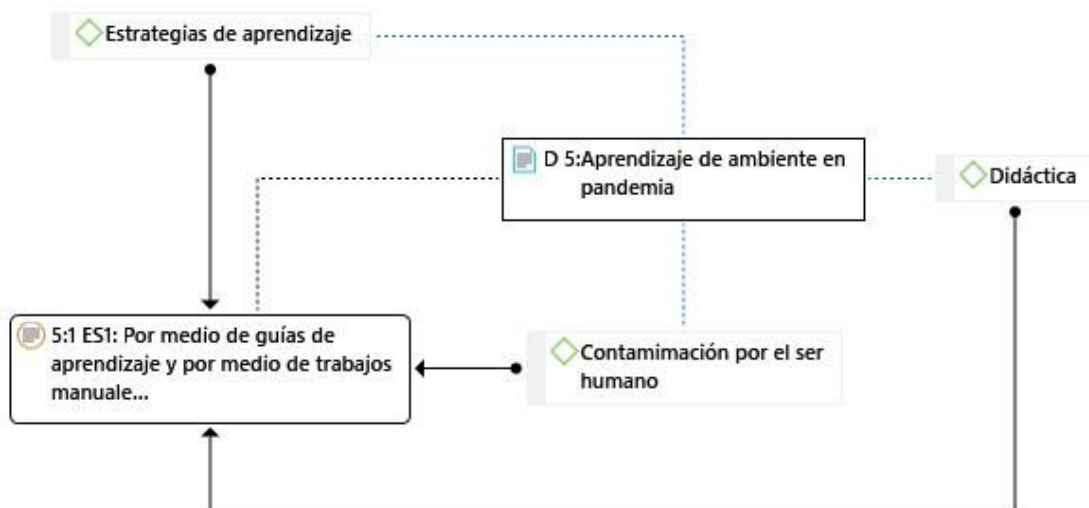 Estrategias de aprendizaje
D 5:Aprendizaje de ambiente en
pandemia
Didáctica
5:1 ES1: Por medio de guías de
aprendizaje y por medio de trabajos
manuale...
Contamimación por el ser
humano